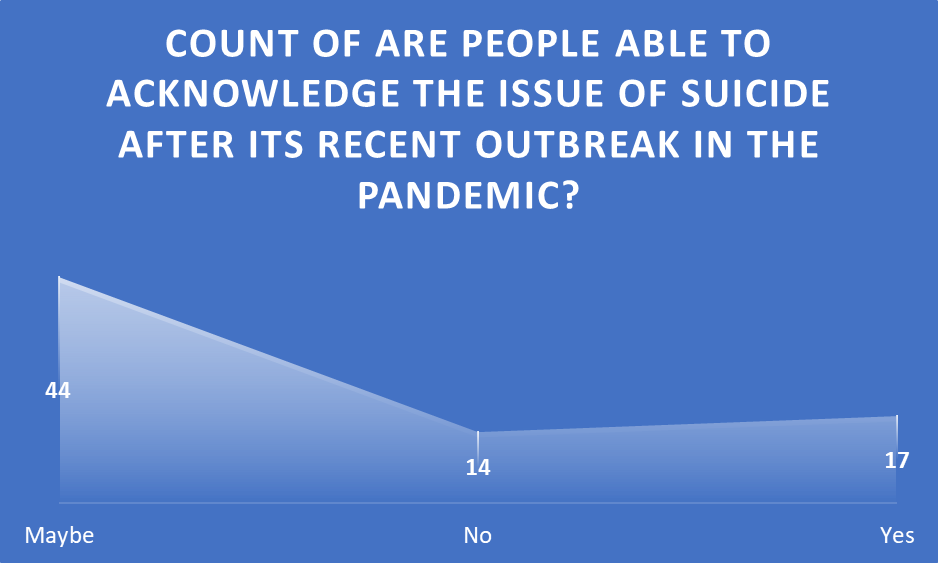 COUNT OF ARE PEOPLE ABLE TO
ACKNOWLEDGE THE ISSUE OF SUICIDE
AFTER ITS RECENT OUTBREAK IN THE
PANDEMIC?
44
14
17
Maybe
No
Yes